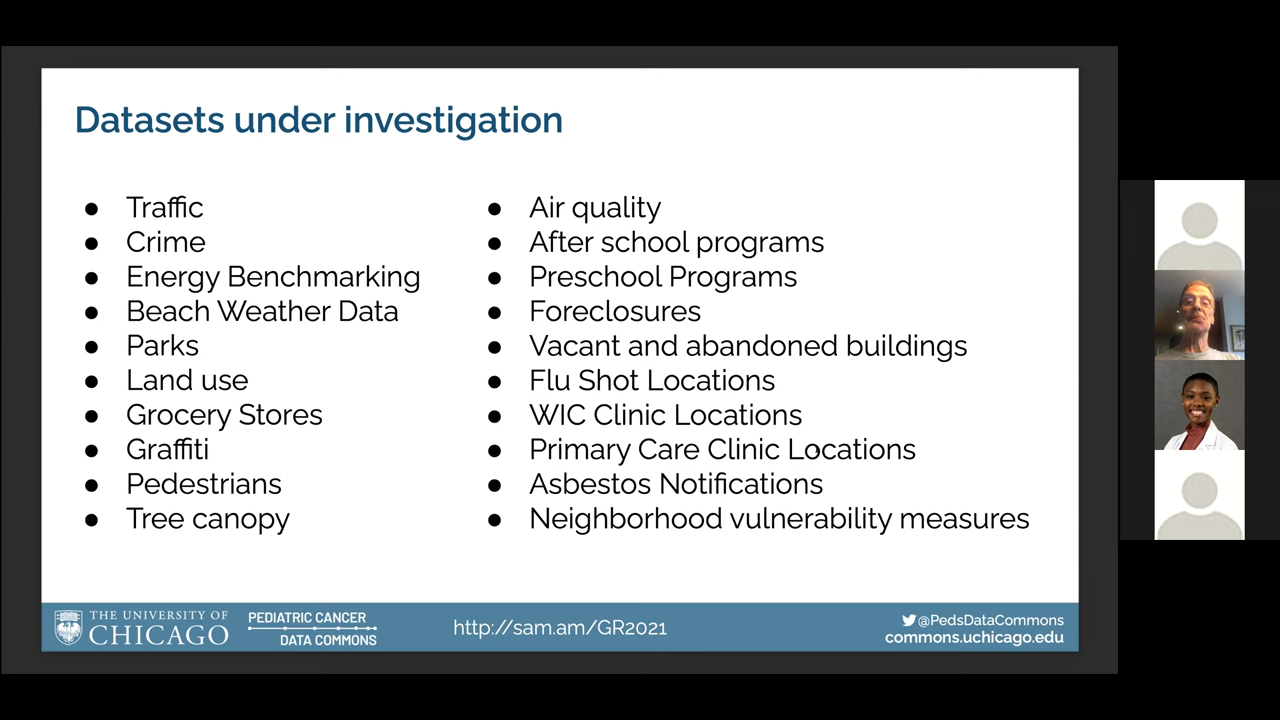 Datasets under investigation
● Traffic
● Crime
● Energy Benchmarking
● Beach Weather Data
● Parks
● Land use
● Grocery Stores
● Graffiti
● Pedestrians
● Tree canopy
● Air quality
● After school programs
● Preschool Programs
● Foreclosures
● Vacant and abandoned buildings
● Flu Shot Locations
● WIC Clinic Locations
● Primary Care Clinic Locations
● Asbestos Notifications
● Neighborhood vulnerability measures
THE UNIVERSITY OF
CHICAGO
PEDIATRIC CANCER
DATA COMMONS
http://sam.am/GR2021
@PedsDataCommons
commons.uchicago.edu